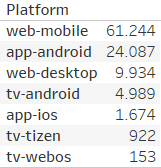 Platform
web-mobile 61.244
app-android 24.087
web-desktop 9.934
tv-android 4.989
app-ios 1.674
tv-tizen 922
tv-webos 153